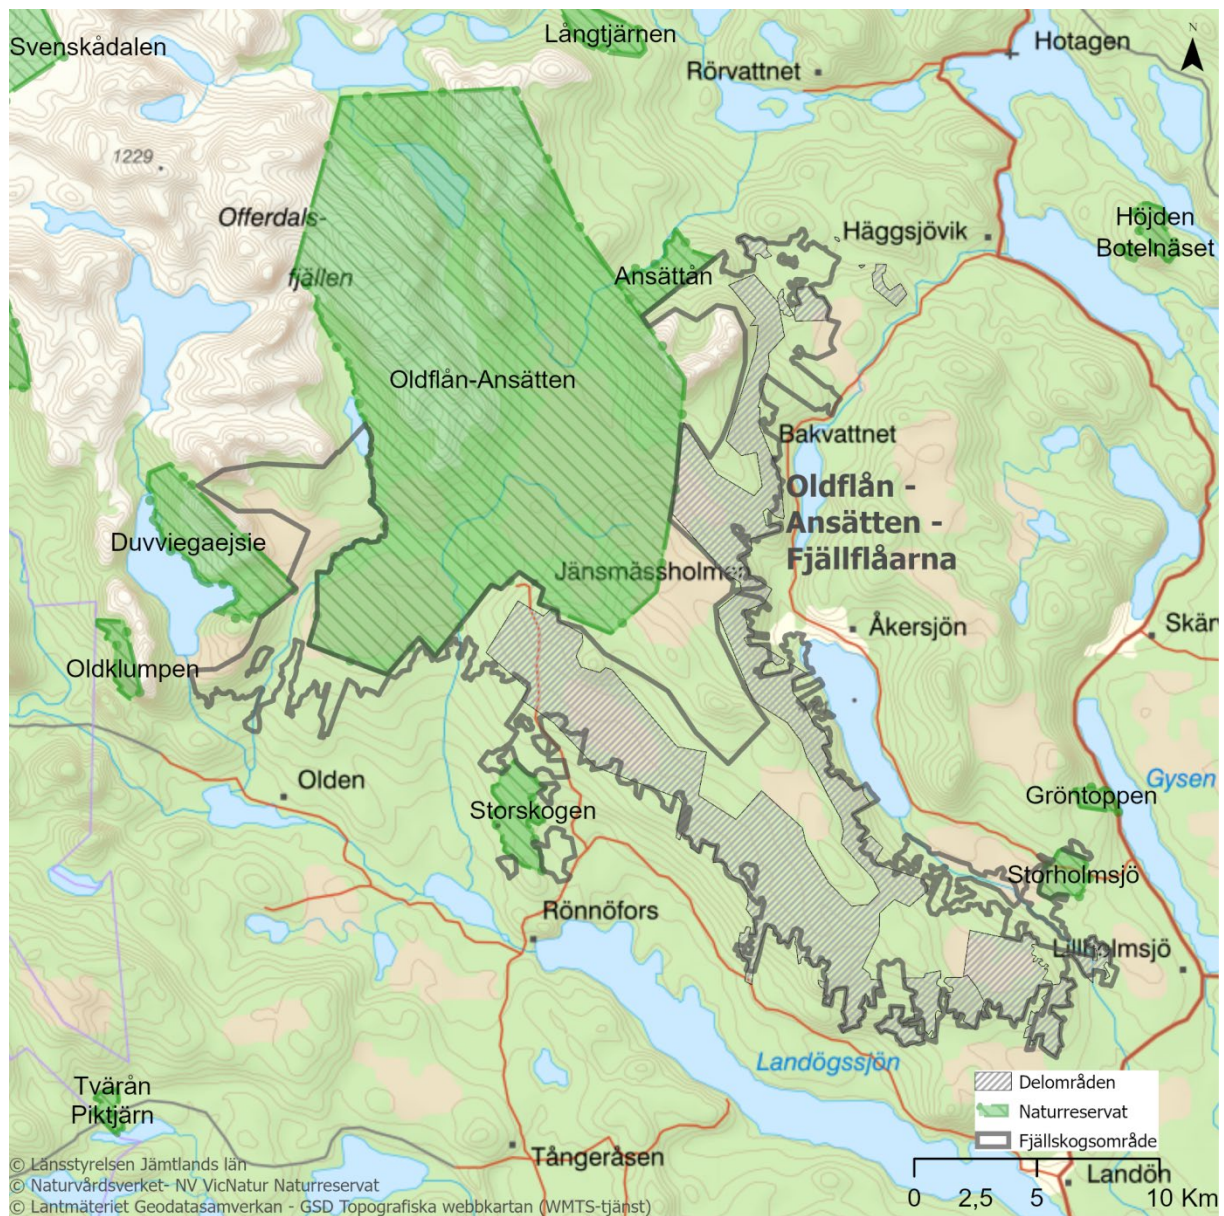 Svenskådalen
Långtjärnen
Hotagen
N
Rörvattnet
1229
Offerdals-
fjällen
Häggsjövik
Höjden
Botelnäset
Ansättån
Oldflån-Ansätten
Bakvattnet
Oldflån -
Ansätten -
Fjällflåarna
Duvviegaejsie
Jänsmässholmen
Åkersjön
Skärv
Oldklumpen
Olden
Storskogen
Gysen
Gröntoppen
Storholmsjö
Rönnöfors
Lillholmsjö
Landögssjön
Tvärån
Piktjärn
Delområden
Naturreservat
Fjällskogsområde
Tångeråsen
Landön
0 2,5 5 10 Km
© Länsstyrelsen Jämtlands län
© Naturvårdsverket- NV VicNatur Naturreservat
© Lantmäteriet Geodatasamverkan - GSD Topografiska webbkartan (WMTS-tjänst)